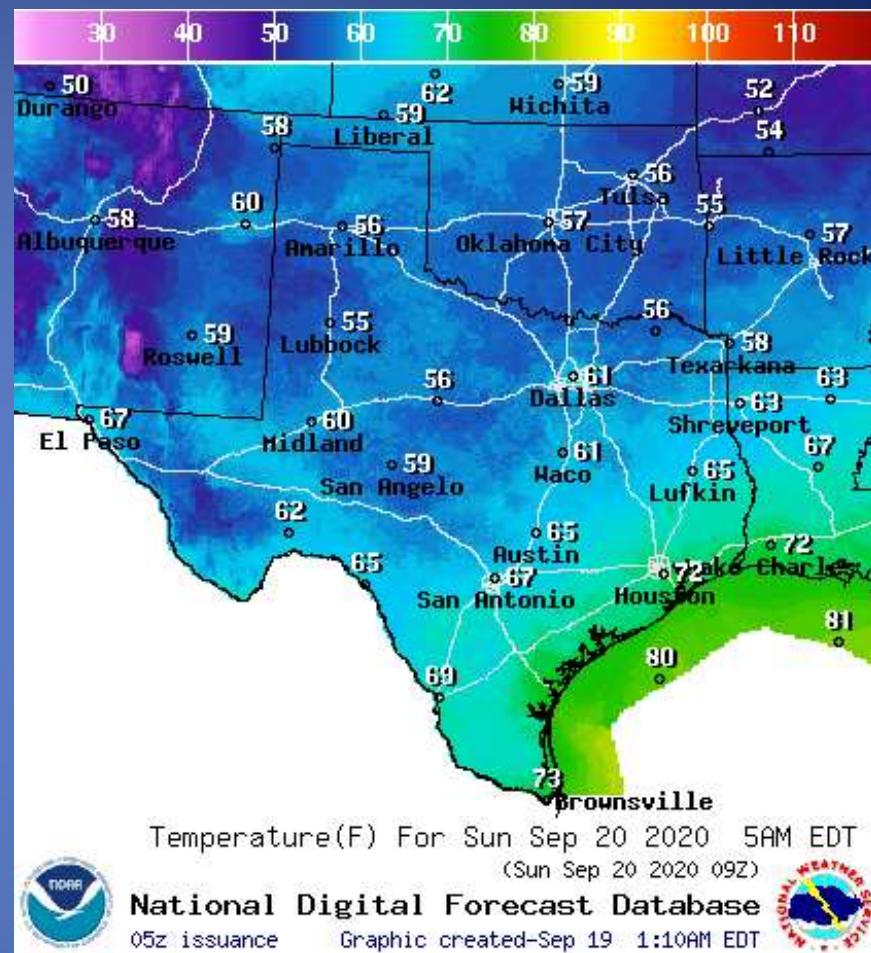 30 40 50 60 70 80 90 100 110
50
Durango
62
59
Wichita
52
59
Liberal
54
58
56
Tulsa
58
Albuquerque
60
56
Amarillo
57
Oklahoma City
55
57
Little Rock
59
Roswell
55
Lubbock
56
58
Texarkana
61
Dallas
56
63
Shreveport
63
67
El Paso
60
Midland
59
San Angelo
61
Waco
65
Lufkin
67
62
65
Austin
72
Lake Charles
65
67
San Antonio
72
Houston
81
80
69
73
Brownsville
Temperature(F) For Sun Sep 20 2020 5AM EDT
(Sun Sep 20 2020 09Z)
NOAA
National Digital Forecast Database
NATIONAL WEATHER SERVICE
05z issuance Graphic created-Sep 19 1:10AM EDT